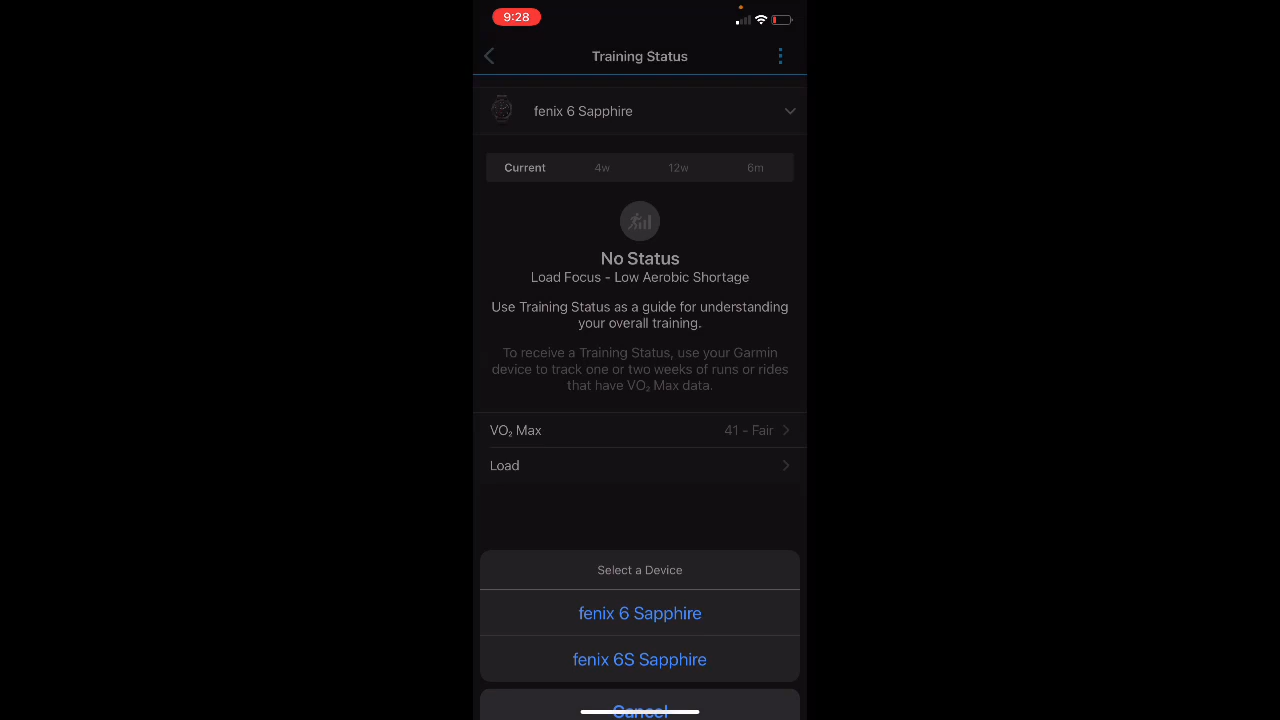 9:28
Training Status
fenix 6 Sapphire
Current 4w 12w 6m
No Status
Load Focus - Low Aerobic Shortage
Use Training Status as a guide for understanding
your overall training.
To receive a Training Status, use your Garmin
device to track one or two weeks of runs or rides
that have VO₂ Max data.
VO₂ Max 41 - Fair
Load
Select a Device
fenix 6 Sapphire
fenix 6S Sapphire
Cancel